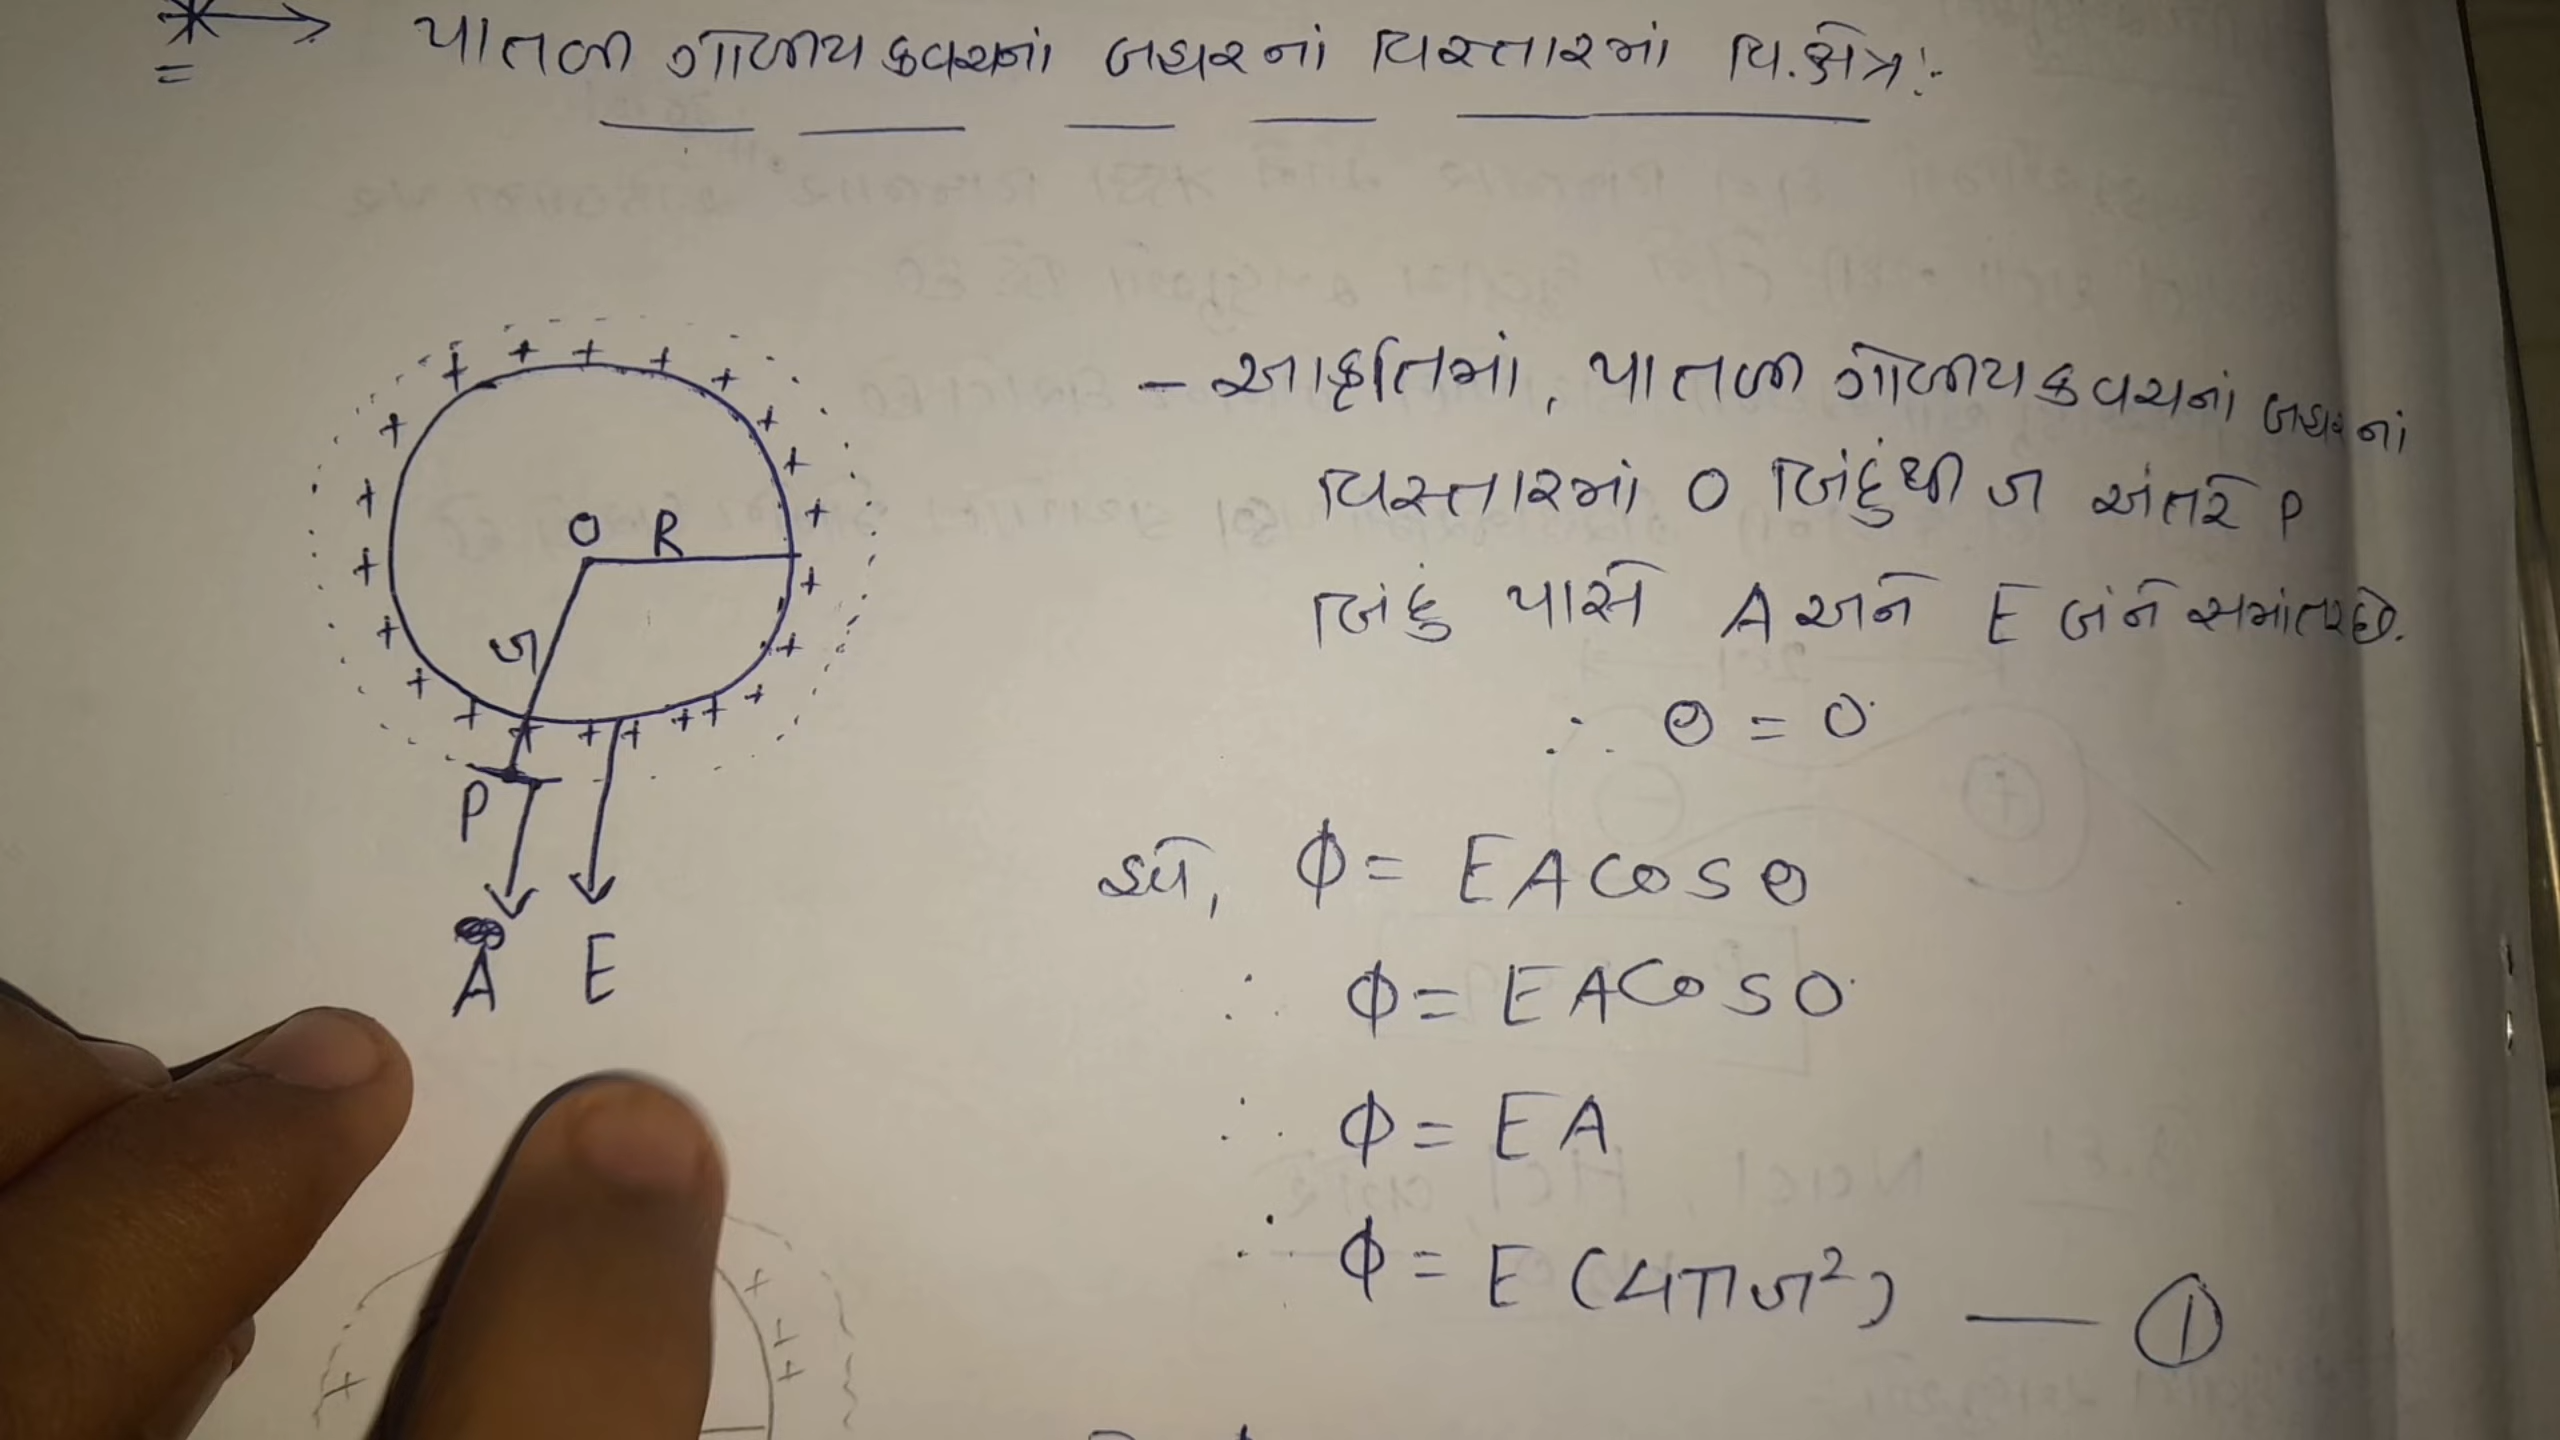 પાતળી ગોળીય કવચનાં બહારનાં વિસ્તારમાં વિ.ક્ષેત્ર:-
O R
r
P
A E
- આકૃતિમાં, પાતળી ગોળીય કવચનાં બહારનાં
વિસ્તારમાં O બિંદુથી r અંતરે P
બિંદુ પાસે A અને E બંને સમાંતર છે.
∴ θ = 0
હવે, ϕ = EA cos θ
∴ ϕ = EA Cos 0
∴ ϕ = EA
∴ ϕ = E (4πr²) — ①